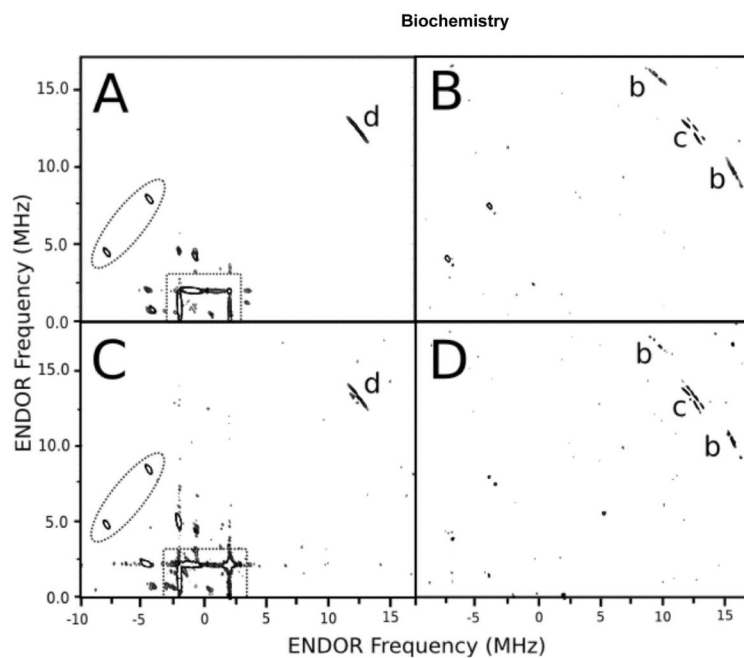 Biochemistry
A
B
15.0
d
b
c
b
10.0
5.0
0.0
C
D
15.0
d
b
c
b
10.0
5.0
0.0
-10
-5
0
5
10
15
-5
0
5
10
15
ENDOR Frequency (MHz)
ENDOR Frequency (MHz)